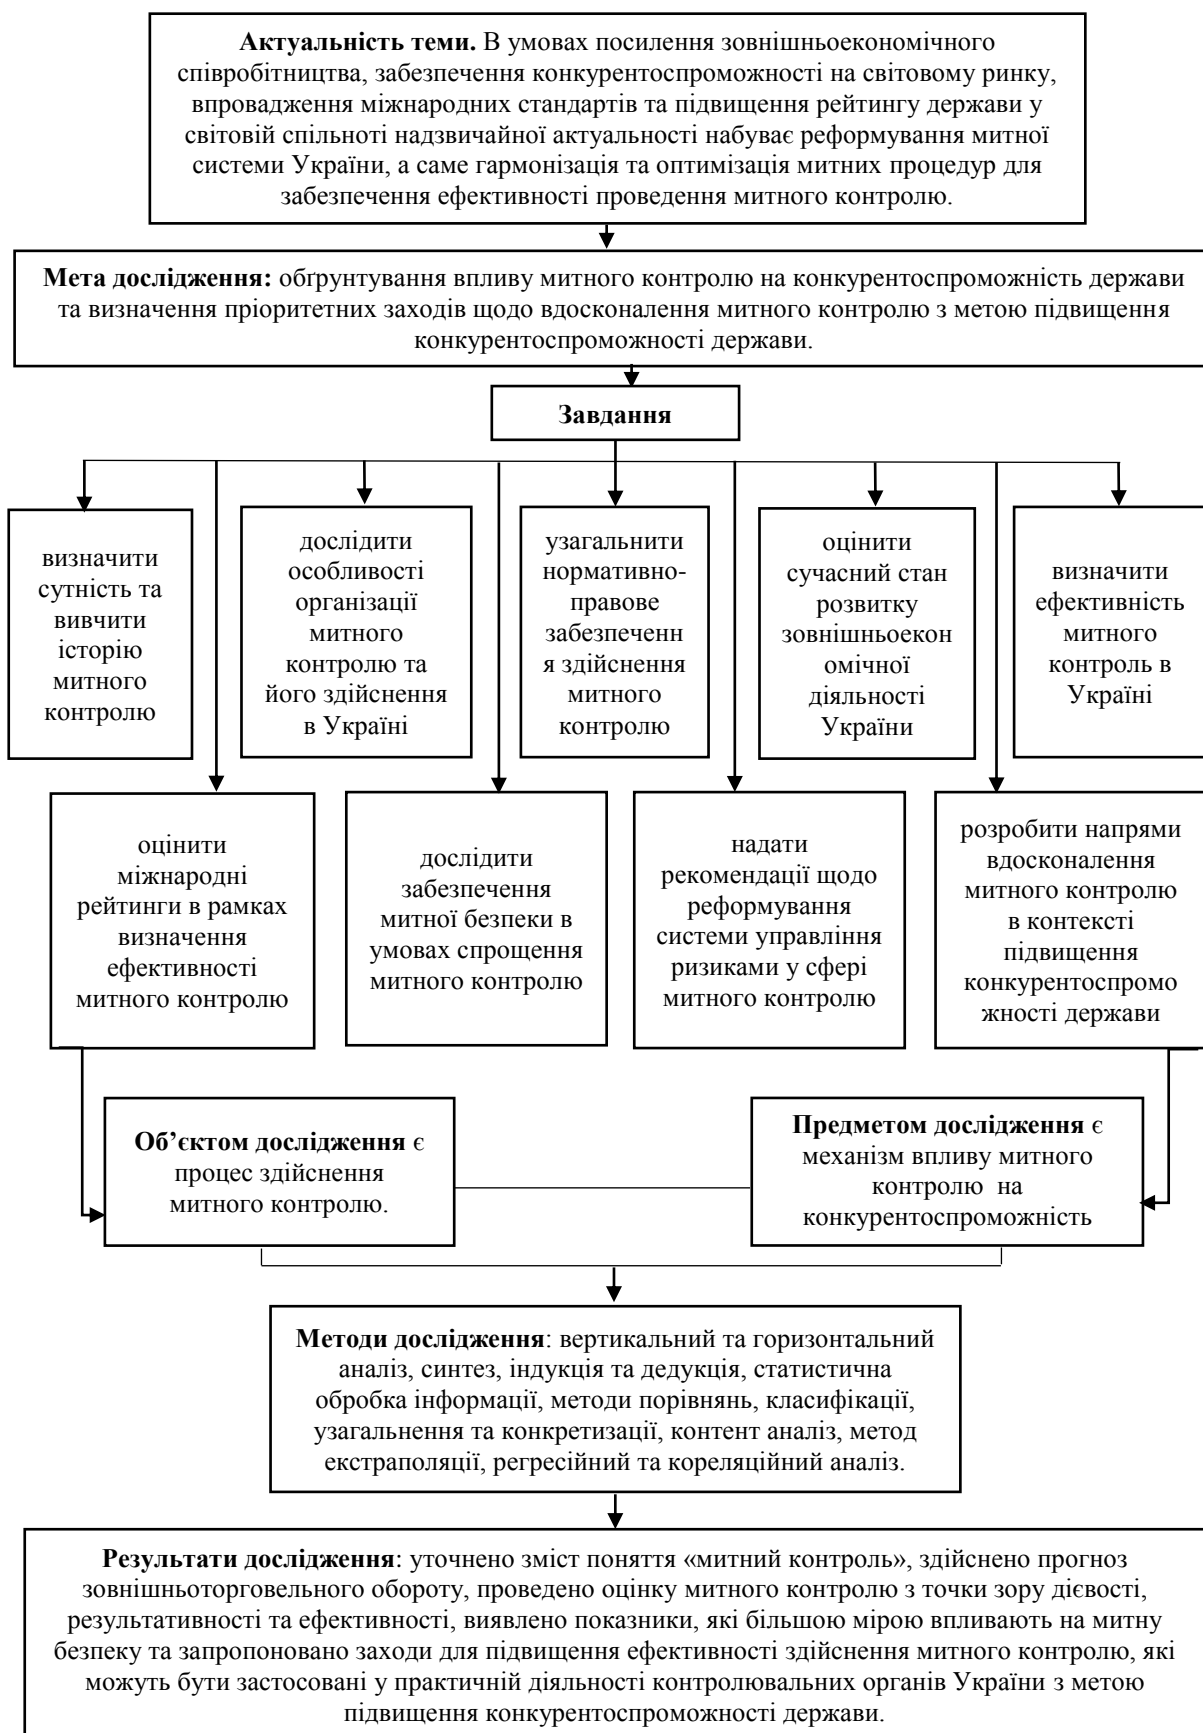 Актуальність теми. В умовах посилення зовнішньоекономічного
співробітництва, забезпечення конкурентоспроможності на світовому ринку,
впровадження міжнародних стандартів та підвищення рейтингу держави у
світовій спільноті надзвичайної актуальності набуває реформування митної
системи України, а саме гармонізація та оптимізація митних процедур для
забезпечення ефективності проведення митного контролю.
Мета дослідження: обґрунтування впливу митного контролю на конкурентоспроможність держави
та визначення пріоритетних заходів щодо вдосконалення митного контролю з метою підвищення
конкурентоспроможності держави.
Завдання
визначити
сутність та
вивчити
історію
митного
контролю
дослідити
особливості
організації
митного
контролю та
його здійснення
в Україні
узагальнити
нормативно-
правове
забезпеченн
я здійснення
митного
контролю
оцінити
сучасний стан
розвитку
зовнішньоекон
омічної
діяльності
України
визначити
ефективність
митного
контроль в
Україні
оцінити
міжнародні
рейтинги в рамках
визначення
ефективності
митного контролю
дослідити
забезпечення
митної безпеки в
умовах спрощення
митного контролю
надати
рекомендації щодо
реформування
системи управління
ризиками у сфері
митного контролю
розробити напрями
вдосконалення
митного контролю
в контексті
підвищення
конкурентоспромо
жності держави
Об’єктом дослідження є
процес здійснення
митного контролю.
Предметом дослідження є
механізм впливу митного
контролю на
конкурентоспроможність
Методи дослідження: вертикальний та горизонтальний
аналіз, синтез, індукція та дедукція, статистична
обробка інформації, методи порівнянь, класифікації,
узагальнення та конкретизації, контент аналіз, метод
екстраполяції, регресійний та кореляційний аналіз.
Результати дослідження: уточнено зміст поняття «митний контроль», здійснено прогноз
зовнішньоторговельного обороту, проведено оцінку митного контролю з точки зору дієвості,
результативності та ефективності, виявлено показники, які більшою мірою впливають на митну
безпеку та запропоновано заходи для підвищення ефективності здійснення митного контролю, які
можуть бути застосовані у практичній діяльності контролювальних органів України з метою
підвищення конкурентоспроможності держави.